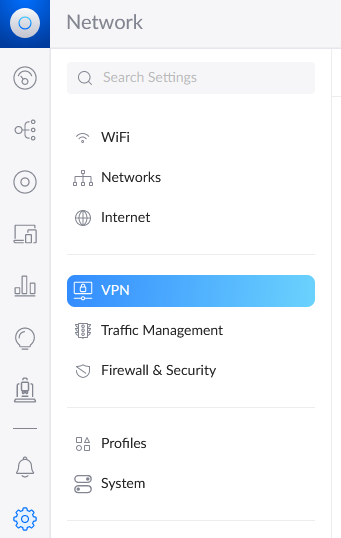 Network
Search Settings
WiFi
Networks
Internet
VPN
Traffic Management
Firewall & Security
Profiles
System